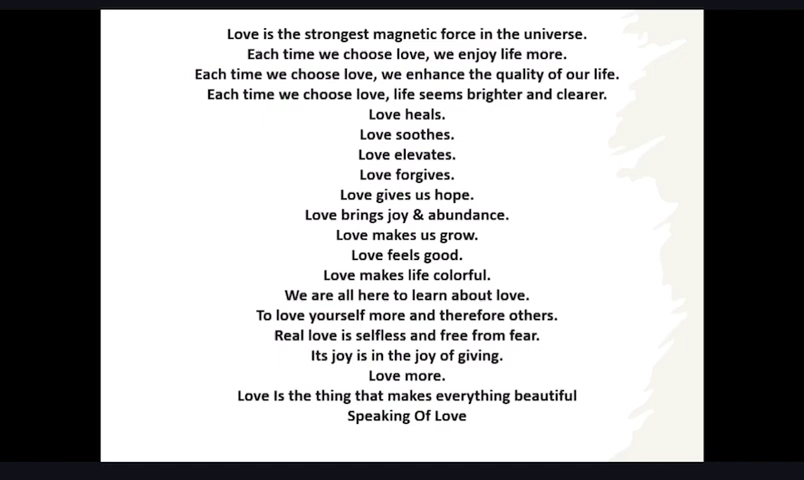 Love is the strongest magnetic force in the universe.
Each time we choose love, we enjoy life more.
Each time we choose love, we enhance the quality of our life.
Each time we choose love, life seems brighter and clearer.
Love heals.
Love soothes.
Love elevates.
Love forgives.
Love gives us hope.
Love brings joy & abundance.
Love makes us grow.
Love feels good.
Love makes life colorful.
We are all here to learn about love.
To love yourself more and therefore others.
Real love is selfless and free from fear.
Its joy is in the joy of giving.
Love more.
Love Is the thing that makes everything beautiful
Speaking Of Love